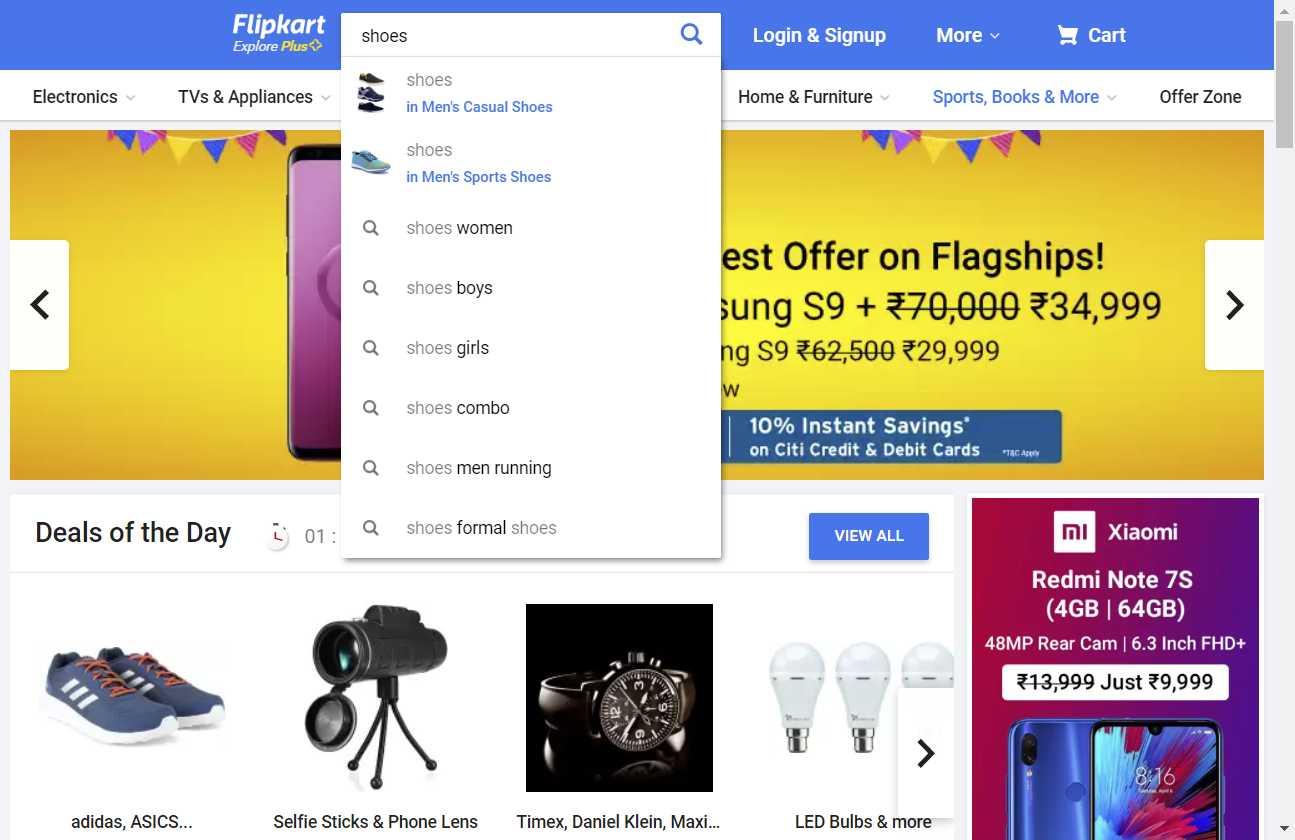 Flipkart
Explore Plus
shoes
Login & Signup
More
Cart
Electronics
TVs & Appliances
Home & Furniture
Sports, Books & More
Offer Zone
shoes
in Men's Casual Shoes
shoes
in Men's Sports Shoes
shoes women
shoes boys
shoes girls
shoes combo
shoes men running
shoes formal shoes
est Offer on Flagships!
sung S9 + ₹70,000 ₹34,999
ng S9 ₹62,500 ₹29,999
w
10% Instant Savings*
on Citi Credit & Debit Cards
*T&C Apply
Deals of the Day
01 :
VIEW ALL
adidas, ASICS...
Selfie Sticks & Phone Lens
Timex, Daniel Klein, Maxi...
LED Bulbs & more
mi Xiaomi
Redmi Note 7S
(4GB | 64GB)
48MP Rear Cam | 6.3 Inch FHD+
₹13,999 Just ₹9,999
8:16